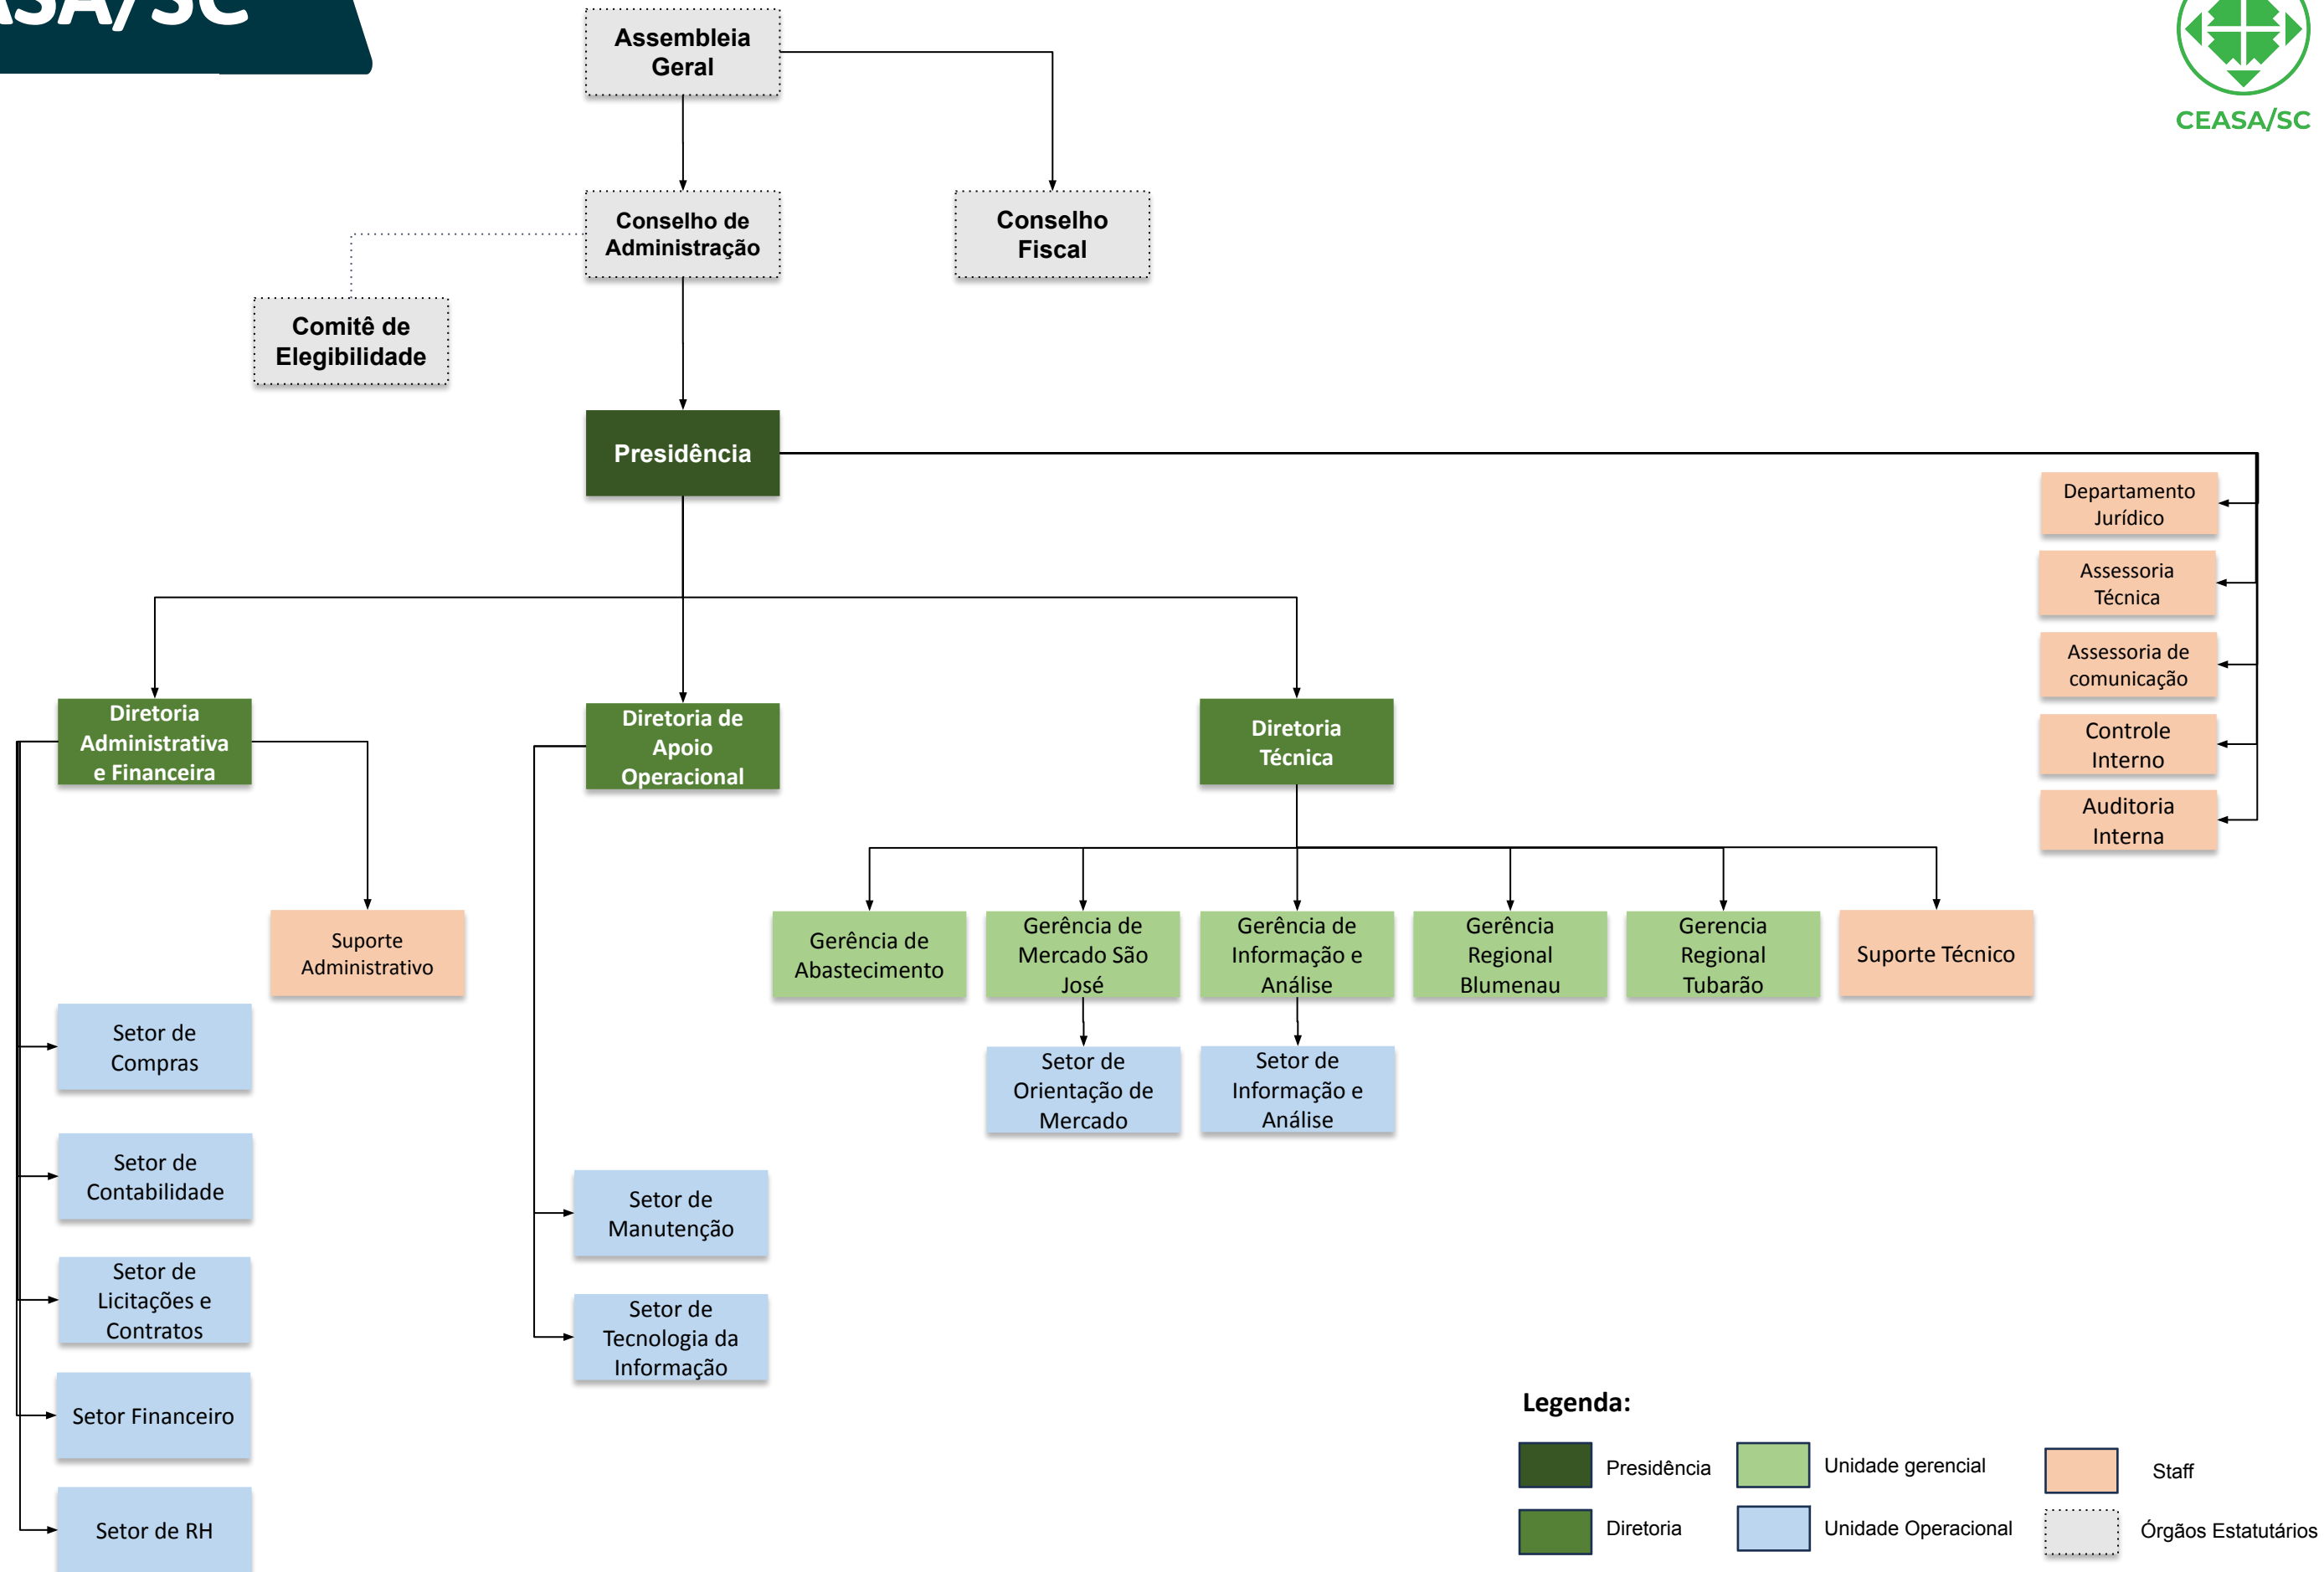 ASA/SC
CEASA/SC
Assembleia
Geral
Conselho de
Administração
Conselho
Fiscal
Comitê de
Elegibilidade
Presidência
Departamento
Jurídico
Assessoria
Técnica
Assessoria de
comunicação
Controle
Interno
Auditoria
Interna
Diretoria
Administrativa
e Financeira
Diretoria de
Apoio
Operacional
Diretoria
Técnica
Suporte
Administrativo
Gerência de
Abastecimento
Gerência de
Mercado São
José
Gerência de
Informação e
Análise
Gerência
Regional
Blumenau
Gerencia
Regional
Tubarão
Suporte Técnico
Setor de
Orientação de
Mercado
Setor de
Informação e
Análise
Setor de
Compras
Setor de
Contabilidade
Setor de
Licitações e
Contratos
Setor Financeiro
Setor de RH
Setor de
Manutenção
Setor de
Tecnologia da
Informação
Legenda:
Presidência
Unidade gerencial
Staff
Diretoria
Unidade Operacional
Órgãos Estatutários